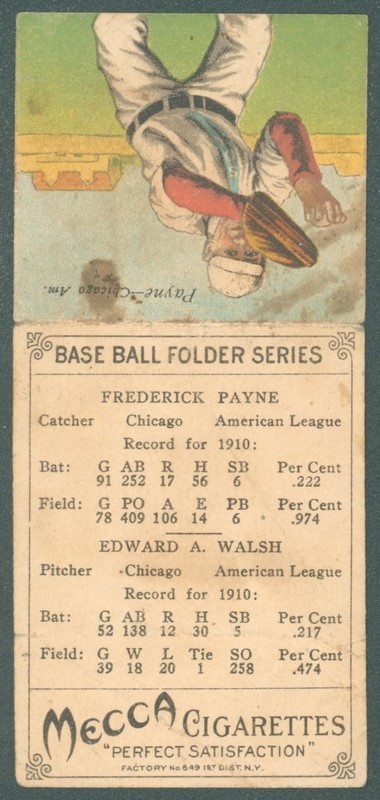 Payne—Chicago Am.
BASE BALL FOLDER SERIES
FREDERICK PAYNE
Catcher Chicago American League
Record for 1910:
Bat: G AB R H SB Per Cent
91 252 17 56 6 .222
Field: G PO A E PB Per Cent
78 409 106 14 6 .974
EDWARD A. WALSH
Pitcher Chicago American League
Record for 1910:
Bat: G AB R H SB Per Cent
52 138 12 30 5 .217
Field: G W L Tie SO Per Cent
39 18 20 1 258 .474
MECCA CIGARETTES
"PERFECT SATISFACTION"
FACTORY No. 649 1ST DIST. N.Y.